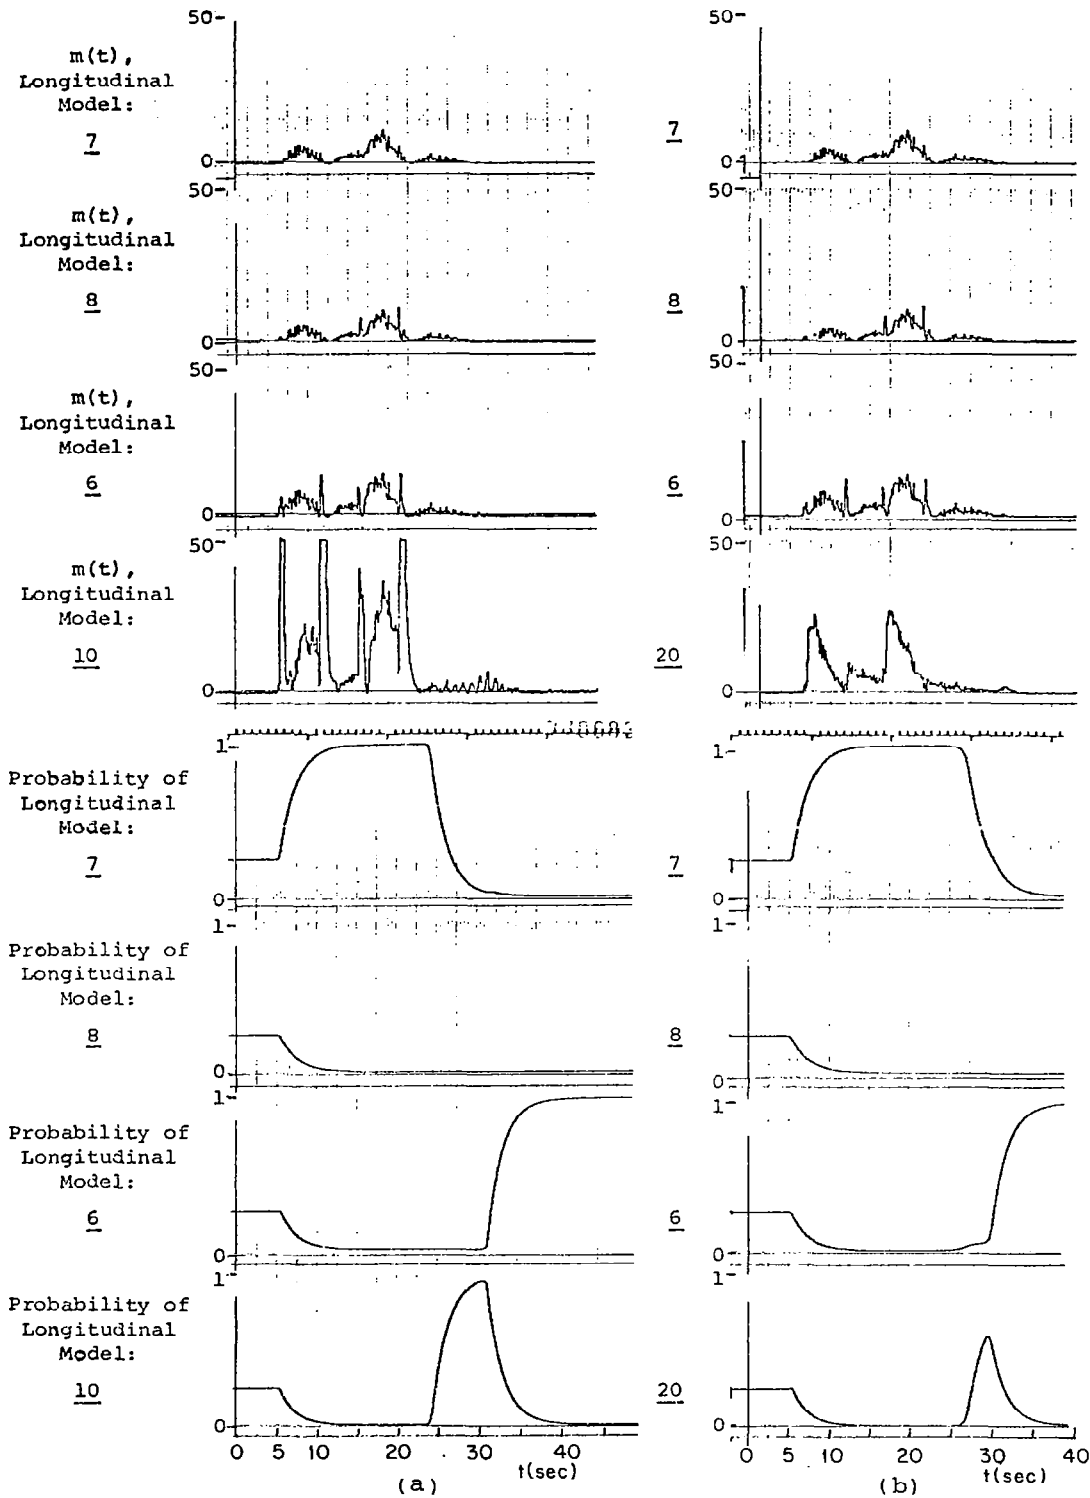 50-
m(t),
Longitudinal
Model:
7
0
50-
m(t),
Longitudinal
Model:
8
0
50-
m(t),
Longitudinal
Model:
6
0
50-
m(t),
Longitudinal
Model:
10
0
1-
Probability of
Longitudinal
Model:
7
0
1-
Probability of
Longitudinal
Model:
8
0
1-
Probability of
Longitudinal
Model:
6
0
1-
Probability of
Longitudinal
Model:
10
0
0 5 10 20 30 40
t(sec)
(a)
50-
7
0
50-
8
0
50-
6
0
50-
20
0
1-
7
0
1-
8
0
1-
6
0
1-
20
0
0 5 10 20 30 40
t(sec)
(b)